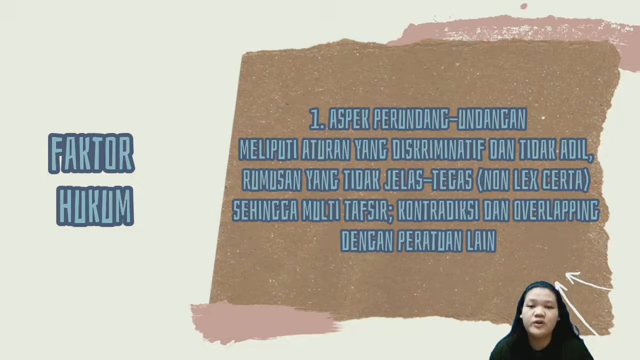 FAKTOR
HUKUM
1. ASPEK PERUNDANG-UNDANGAN
MELIPUTI ATURAN YANG DISKRIMINATIF DAN TIDAK ADIL,
RUMUSAN YANG TIDAK JELAS-TEGAS (NON LEX CERTA)
SEHINGGA MULTI TAFSIR; KONTRADIKSI DAN OVERLAPPING
DENGAN PERATUAN LAIN